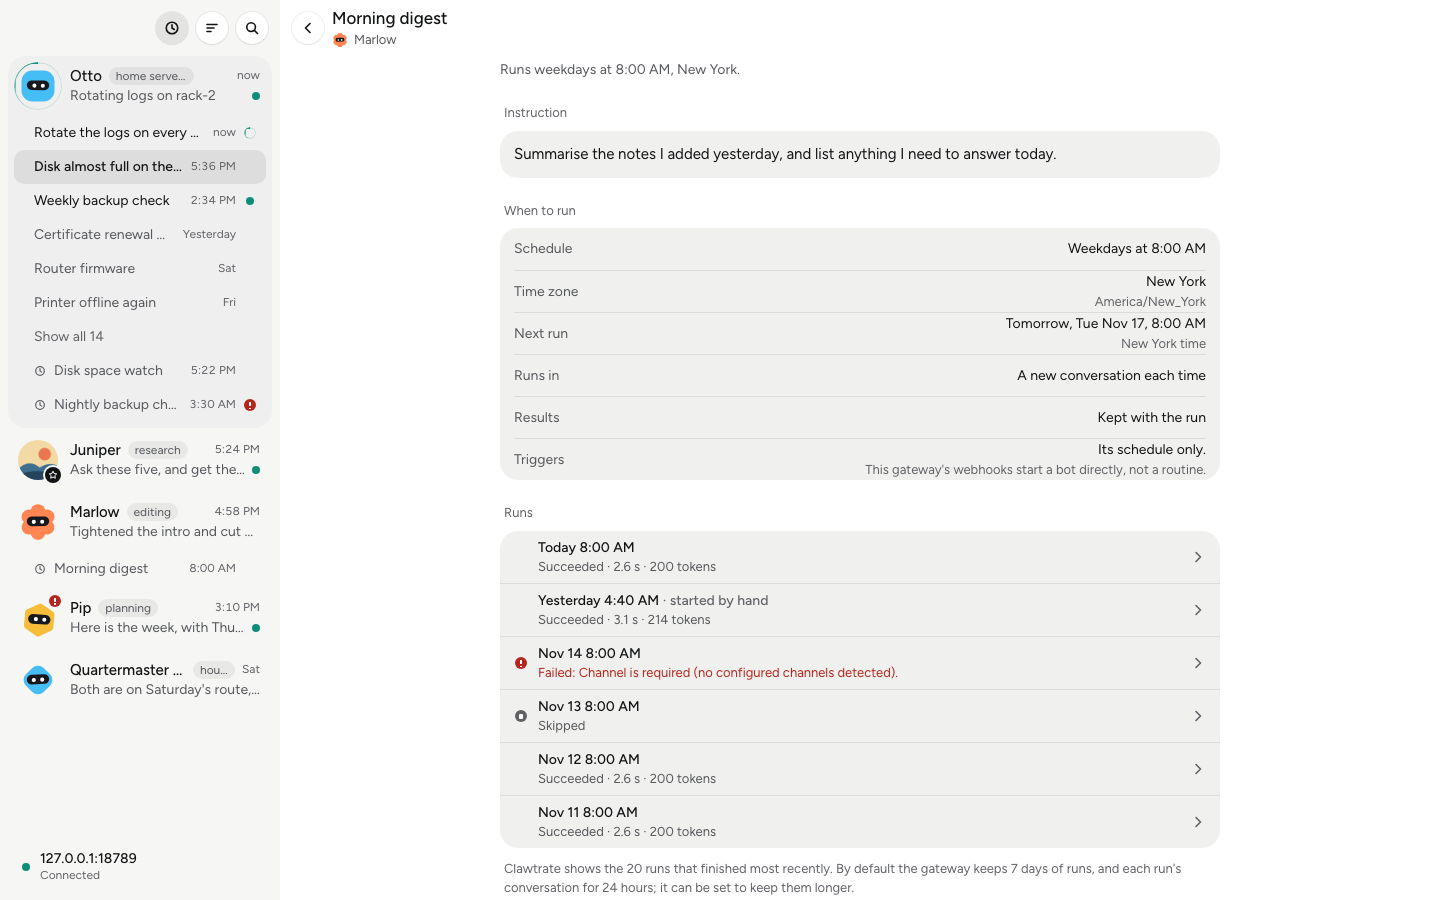 Otto home serve... now
Rotating logs on rack-2
Rotate the logs on every ... now
Disk almost full on the... 5:36 PM
Weekly backup check 2:34 PM
Certificate renewal ... Yesterday
Router firmware Sat
Printer offline again Fri
Show all 14
Disk space watch 5:22 PM
Nightly backup ch... 3:30 AM
Juniper research 5:24 PM
Ask these five, and get the...
Marlow editing 4:58 PM
Tightened the intro and cut ...
Morning digest 8:00 AM
Pip planning 3:10 PM
Here is the week, with Thu...
Quartermaster ... hou... Sat
Both are on Saturday's route,...
127.0.0.1:18789
Connected
Morning digest
Marlow
Runs weekdays at 8:00 AM, New York.
Instruction
Summarise the notes I added yesterday, and list anything I need to answer today.
When to run
Schedule Weekdays at 8:00 AM
Time zone New York
America/New_York
Next run Tomorrow, Tue Nov 17, 8:00 AM
New York time
Runs in A new conversation each time
Results Kept with the run
Triggers Its schedule only.
This gateway's webhooks start a bot directly, not a routine.
Runs
Today 8:00 AM
Succeeded · 2.6 s · 200 tokens
Yesterday 4:40 AM · started by hand
Succeeded · 3.1 s · 214 tokens
Nov 14 8:00 AM
Failed: Channel is required (no configured channels detected).
Nov 13 8:00 AM
Skipped
Nov 12 8:00 AM
Succeeded · 2.6 s · 200 tokens
Nov 11 8:00 AM
Succeeded · 2.6 s · 200 tokens
Clawtrate shows the 20 runs that finished most recently. By default the gateway keeps 7 days of runs, and each run's
conversation for 24 hours; it can be set to keep them longer.